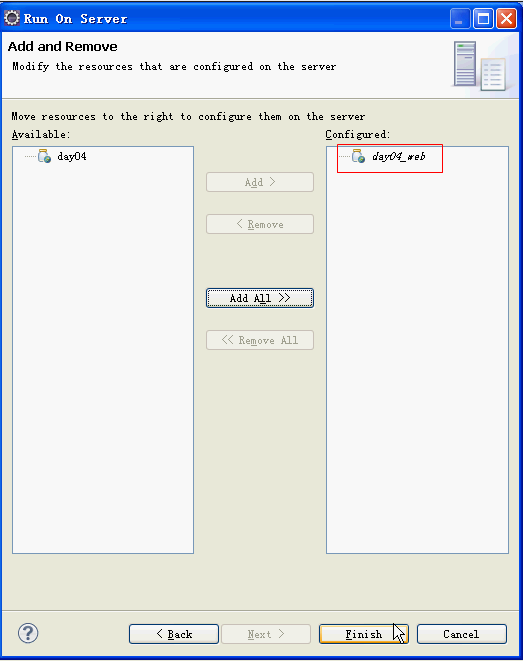 Run On Server
Add and Remove
Modify the resources that are configured on the server
Move resources to the right to configure them on the server
Available:
Configured:
day04
day04_web
Add >
< Remove
Add All >>
<< Remove All
?
< Back
Next >
Finish
Cancel